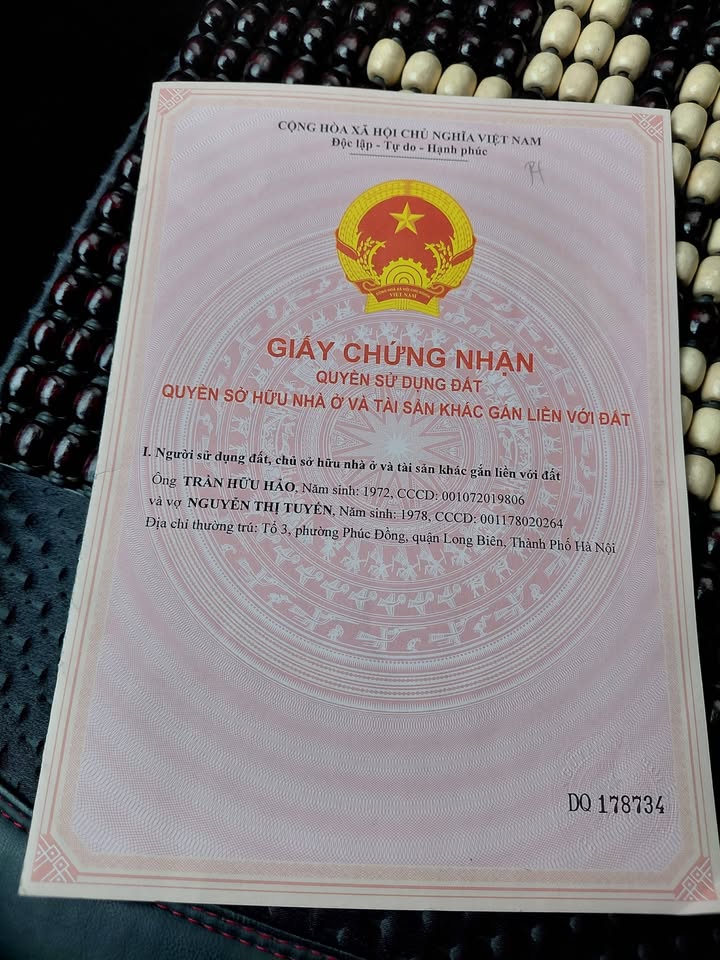 CỘNG HÒA XÃ HỘI CHỦ NGHĨA VIỆT NAM
Độc lập - Tự do - Hạnh phúc
VIỆT NAM
GIẤY CHỨNG NHẬN
QUYỀN SỬ DỤNG ĐẤT
QUYỀN SỞ HỮU NHÀ Ở VÀ TÀI SẢN KHÁC GẮN LIỀN VỚI ĐẤT
I. Người sử dụng đất, chủ sở hữu nhà ở và tài sản khác gắn liền với đất
Ông TRẦN HỮU HẢO, Năm sinh: 1972, CCCD: 001072019806
và vợ NGUYỄN THỊ TUYẾN, Năm sinh: 1978, CCCD: 001178020264
Địa chỉ thường trú: Tổ 3, phường Phúc Đồng, quận Long Biên, Thành Phố Hà Nội
DQ 178734